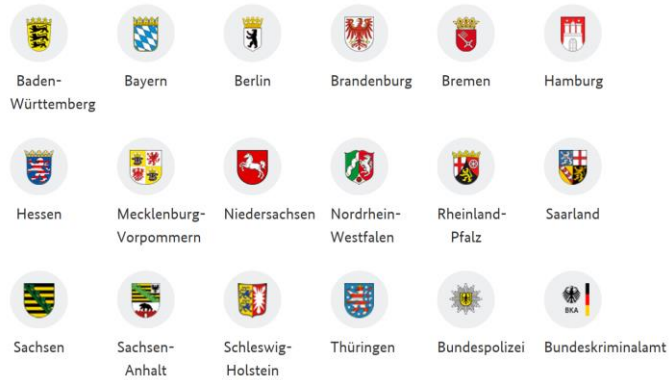 Baden-
Württemberg
Bayern
Berlin
Brandenburg
Bremen
Hamburg
Hessen
Mecklenburg-
Vorpommern
Niedersachsen
Nordrhein-
Westfalen
Rheinland-
Pfalz
Saarland
BKA
Sachsen
Sachsen-
Anhalt
Schleswig-
Holstein
Thüringen
Bundespolizei
Bundeskriminalamt